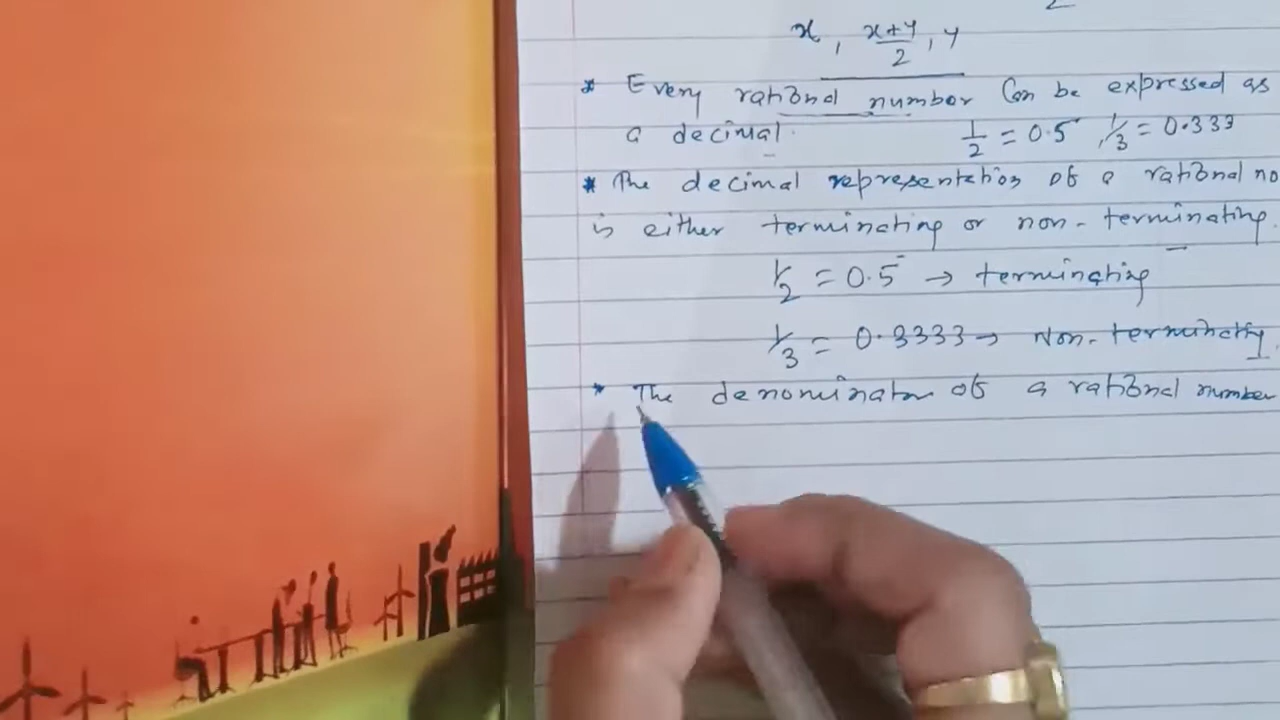 x, x+y/2, y
* Every rational number Can be expressed as
a decimal. 1/2 = 0.5, 1/3 = 0.333
* The decimal representation of a rational no
is either terminating or non-terminating.
1/2 = 0.5 → terminating
1/3 = 0.3333 → Non-terminating.
* The denominator of a rational number